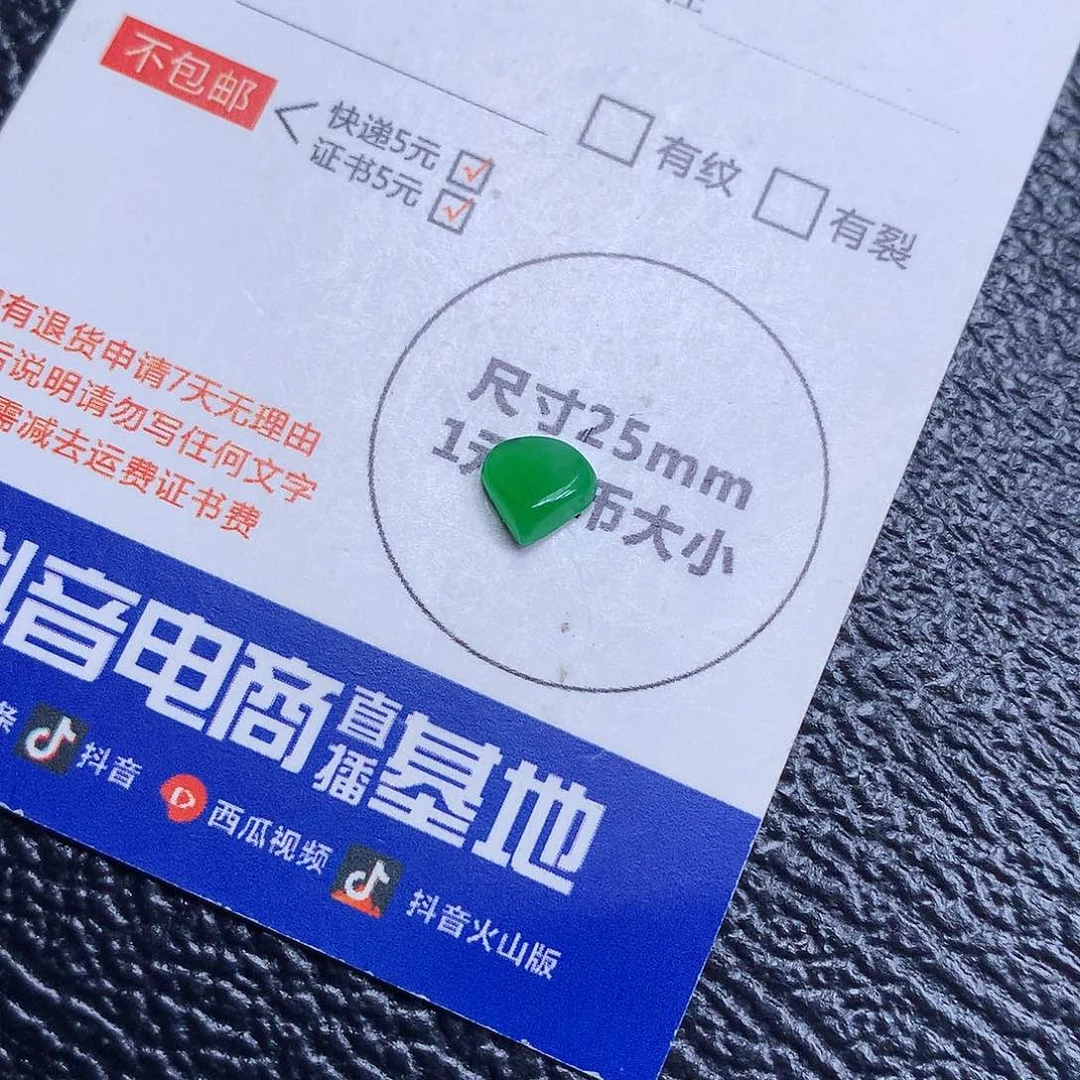 不包邮
快递5元
证书5元
有纹
有裂
有退货申请7天无理由
说明请勿写任何文字
需减去运费证书费
尺寸25mm
1 币大小
音电商直播基地
抖音
西瓜视频
抖音火山版